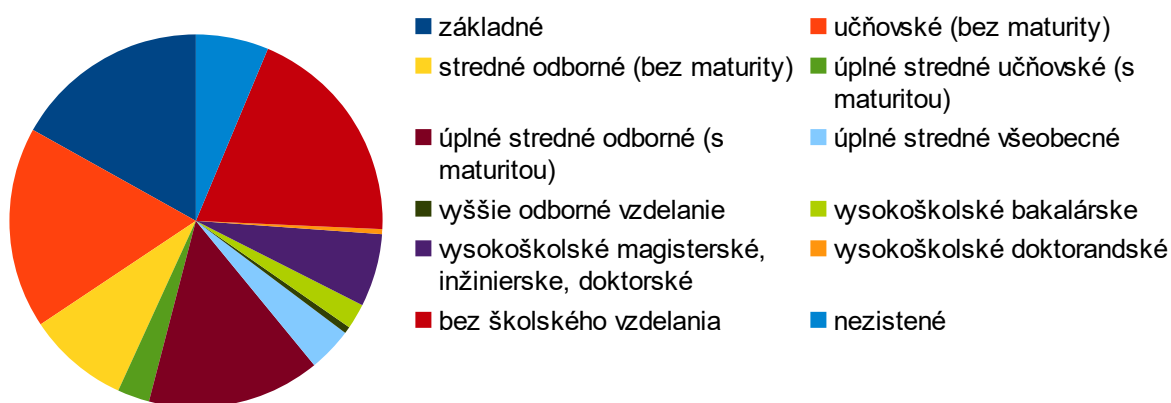 základné
učňovské (bez maturity)
stredné odborné (bez maturity)
úplné stredné učňovské (s
maturitou)
úplné stredné odborné (s
maturitou)
úplné stredné všeobecné
vyššie odborné vzdelanie
vysokoškolské bakalárske
vysokoškolské magisterské,
inžinierske, doktorské
vysokoškolské doktorandské
bez školského vzdelania
nezistené